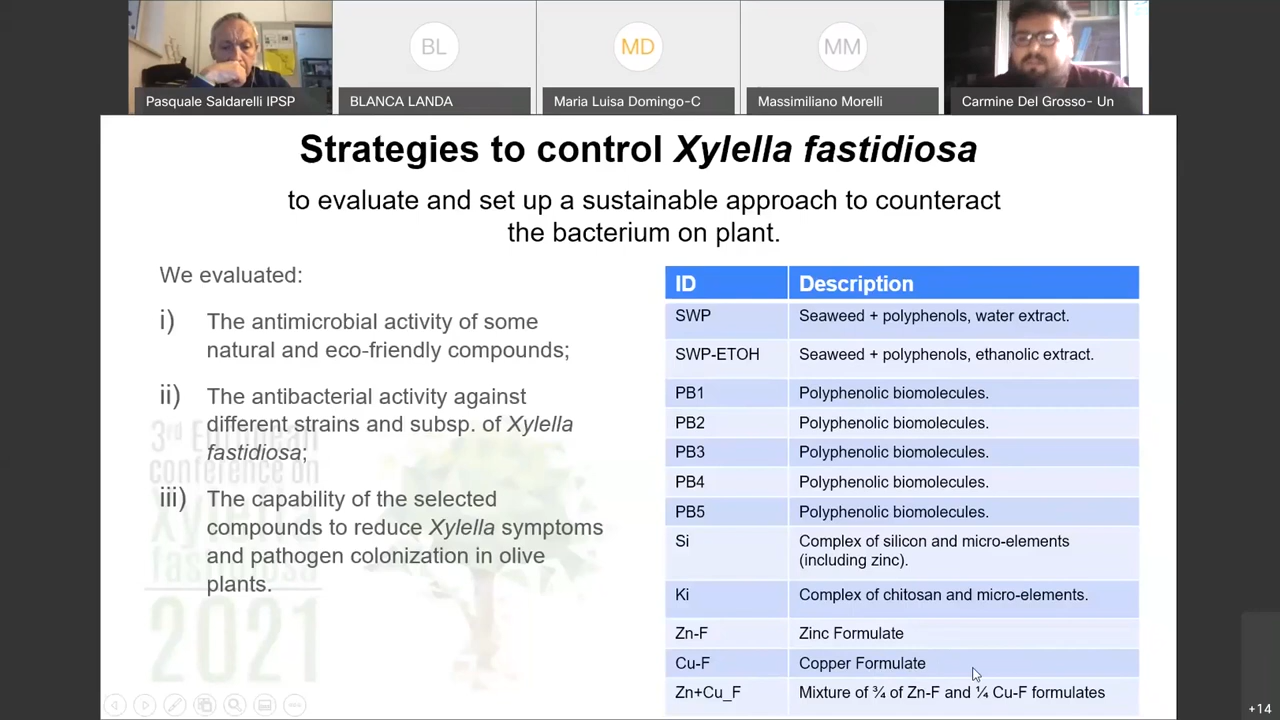 BL
MD
MM
Pasquale Saldarelli IPSP
BLANCA LANDA
Maria Luisa Domingo-C
Massimiliano Morelli
Carmine Del Grosso- Un
Strategies to control Xylella fastidiosa
to evaluate and set up a sustainable approach to counteract
the bacterium on plant.
We evaluated:
i) The antimicrobial activity of some
natural and eco-friendly compounds;
ii) The antibacterial activity against
different strains and subsp. of Xylella
fastidiosa;
iii) The capability of the selected
compounds to reduce Xylella symptoms
and pathogen colonization in olive
plants.
3rd European
conference on
Xylella
fastidiosa
2021
ID Description
SWP Seaweed + polyphenols, water extract.
SWP-ETOH Seaweed + polyphenols, ethanolic extract.
PB1 Polyphenolic biomolecules.
PB2 Polyphenolic biomolecules.
PB3 Polyphenolic biomolecules.
PB4 Polyphenolic biomolecules.
PB5 Polyphenolic biomolecules.
Si Complex of silicon and micro-elements
(including zinc).
Ki Complex of chitosan and micro-elements.
Zn-F Zinc Formulate
Cu-F Copper Formulate
Zn+Cu_F Mixture of ¾ of Zn-F and ¼ Cu-F formulates
+14